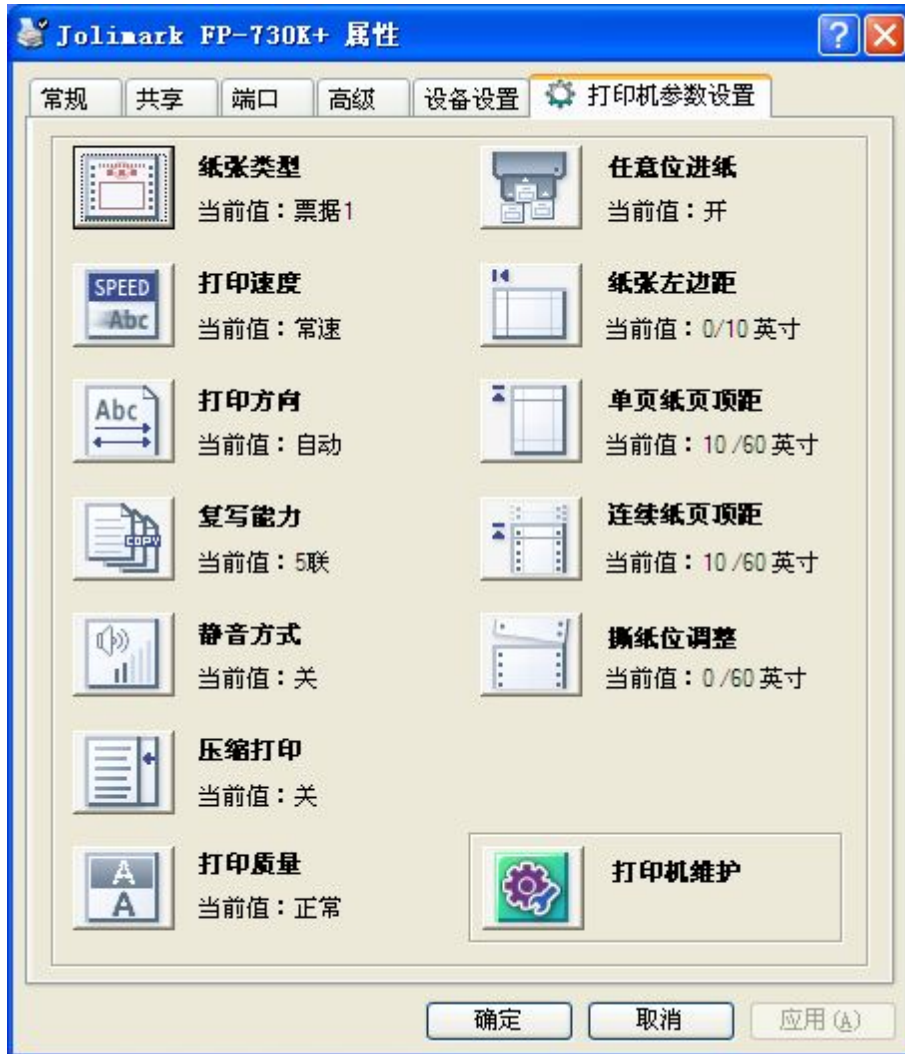 Jolimark FP-730K+ 属性
常规 共享 端口 高级 设备设置 打印机参数设置
纸张类型
当前值：票据1
打印速度
SPEED
Abc
当前值：常速
打印方向
Abc
当前值：自动
复写能力
COPY
当前值：5联
静音方式
当前值：关
压缩打印
当前值：关
打印质量
A
A
当前值：正常
任意位进纸
当前值：开
纸张左边距
当前值：0/10 英寸
单页纸页顶距
当前值：10 /60 英寸
连续纸页顶距
当前值：10 /60 英寸
撕纸位调整
当前值：0 /60 英寸
打印机维护
确定 取消 应用(A)